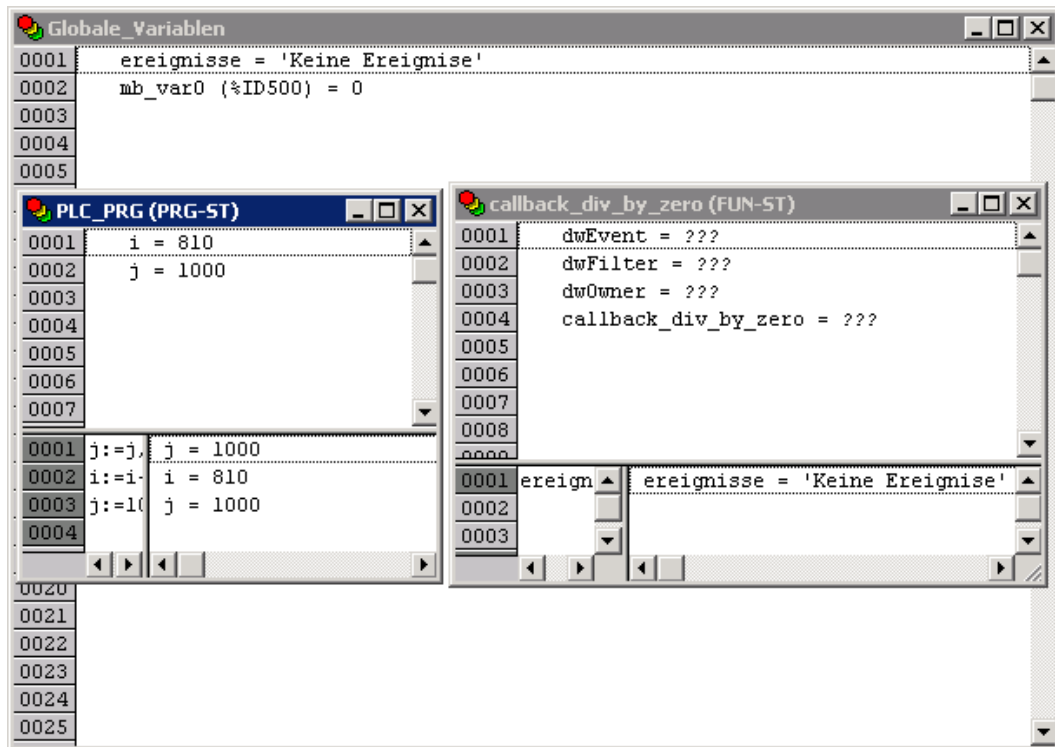 Globale_Variablen
0001 ereignisse = 'Keine Ereignise'
0002 mb_var0 (%ID500) = 0
0003
0004
0005
PLC_PRG (PRG-ST)
0001 i = 810
0002 j = 1000
0003
0004
0005
0006
0007
0001 j:=j, j = 1000
0002 i:=i- i = 810
0003 j:=10 j = 1000
0004
callback_div_by_zero (FUN-ST)
0001 dwEvent = ???
0002 dwFilter = ???
0003 dwOwner = ???
0004 callback_div_by_zero = ???
0005
0006
0007
0008
0001 ereign ereignisse = 'Keine Ereignise'
0002
0003
0020
0021
0022
0023
0024
0025